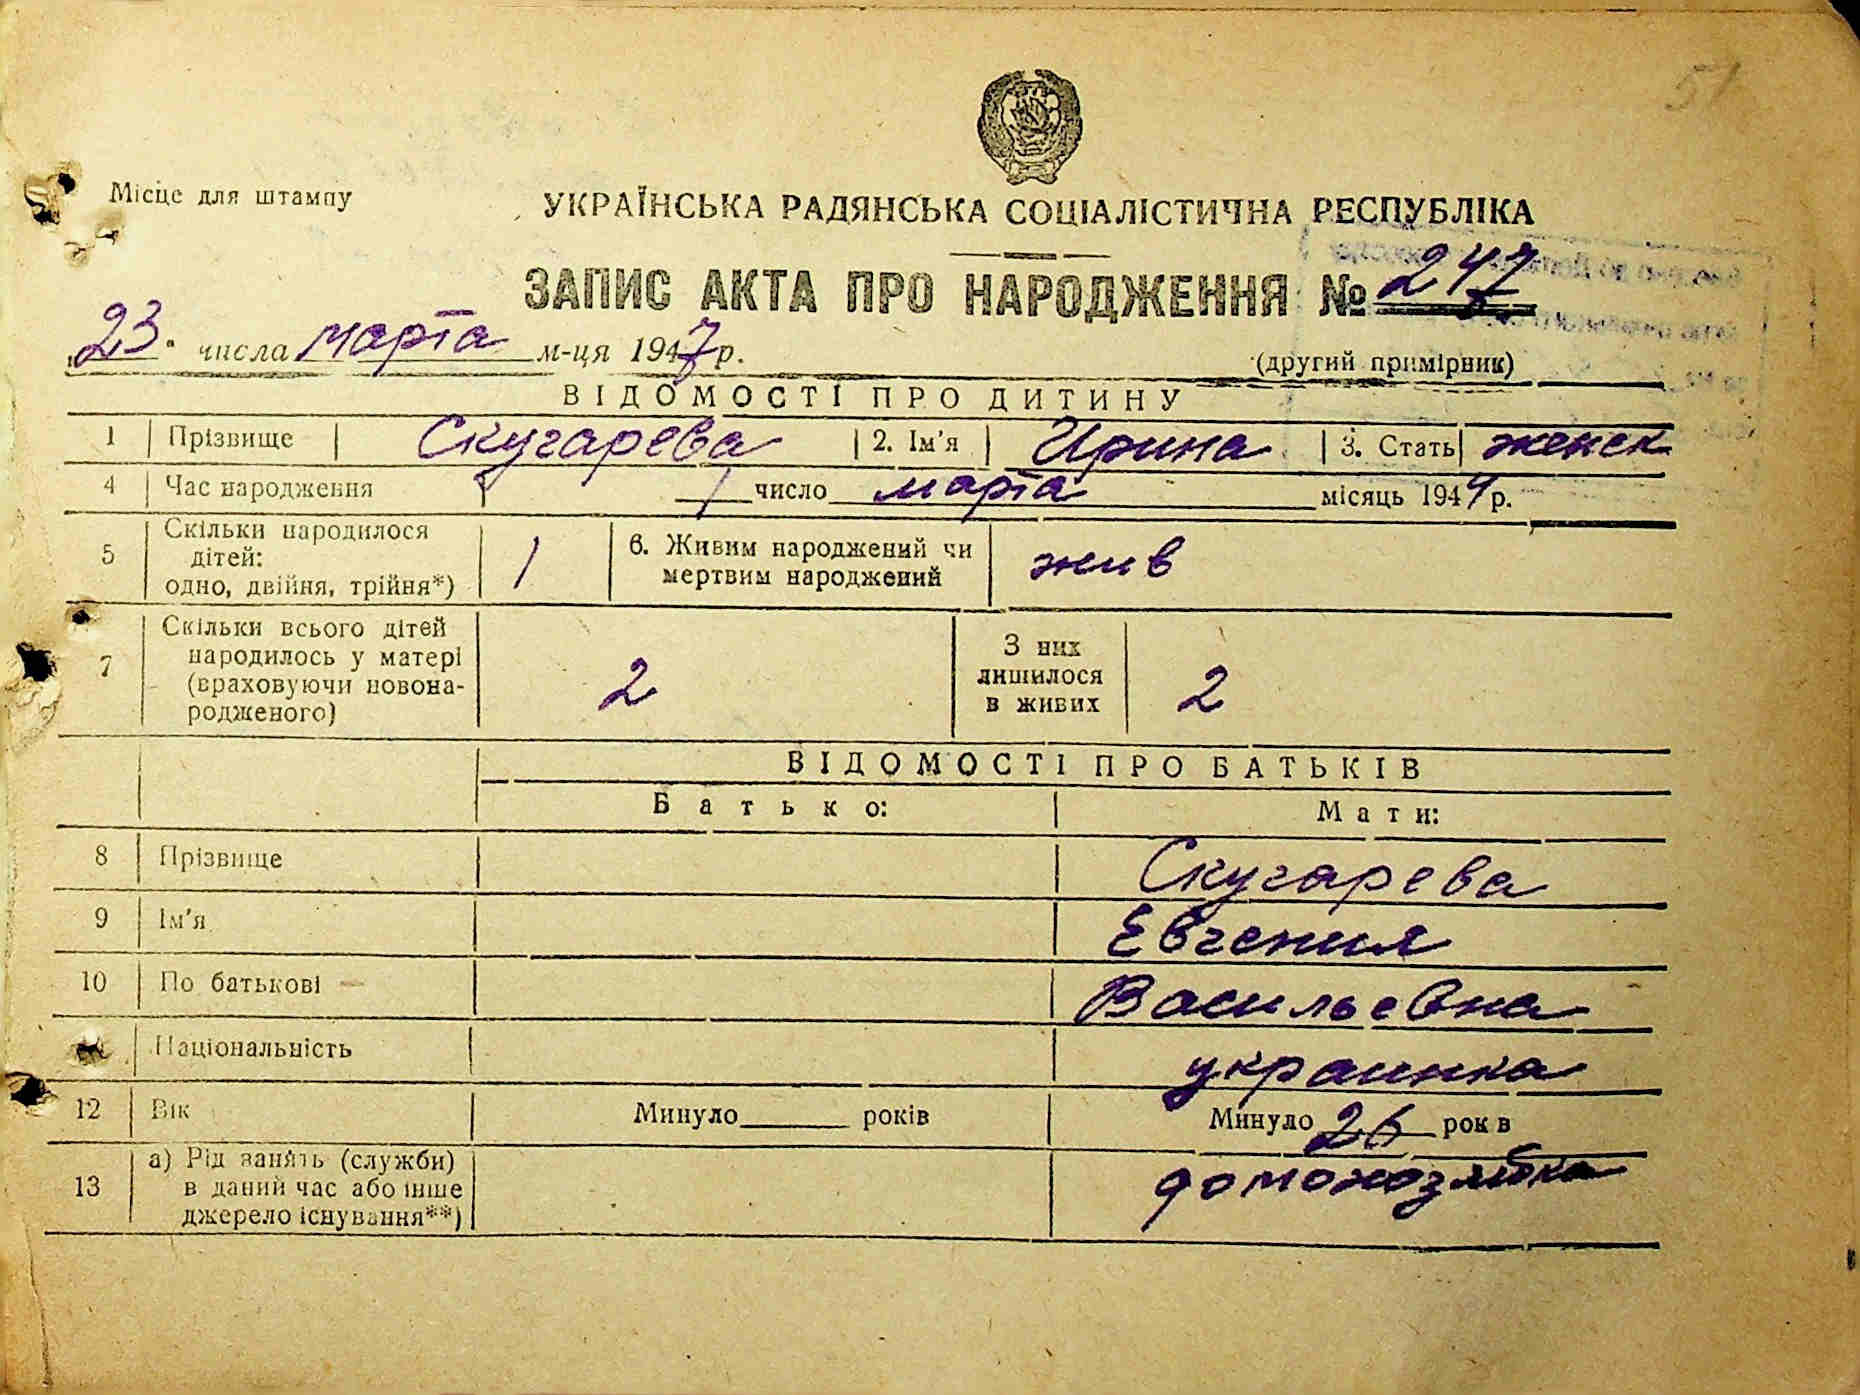 51
Місце для штампу
УКРАЇНСЬКА РАДЯНСЬКА СОЦІАЛІСТИЧНА РЕСПУБЛІКА
ЗАПИС АКТА ПРО НАРОДЖЕННЯ № 247
„23" числа марта м-ця 1947 р.
(другий примірник)
ВІДОМОСТІ ПРО ДИТИНУ
1 Прізвище Скугарева 2. Ім'я Ирина 3. Стать женск
4 Час народження 1 число марта місяць 1944 р.
5 Скільки народилося дітей: одно, двійня, трійня*) 1 6. Живим народжений чи мертвим народжений жив
7 Скільки всього дітей народилось у матері (враховуючи новонародженого) 2 З них лишилося в живих 2
ВІДОМОСТІ ПРО БАТЬКІВ
Батько: Мати:
8 Прізвище Скугарева
9 Ім'я Евгения
10 По батькові Васильевна
Національність украинка
12 Вік Минуло років Минуло 26 рок в
13 а) Рід занять (служби) в даний час або інше джерело існування**) домохозяйка